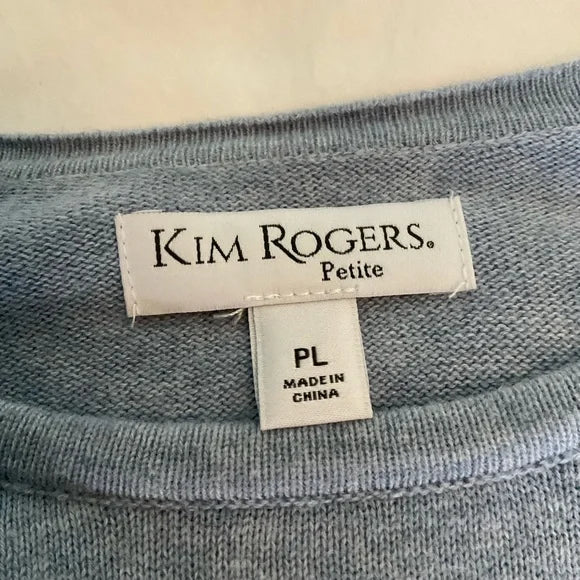 KIM ROGERS®
Petite
PL
MADE IN
CHINA